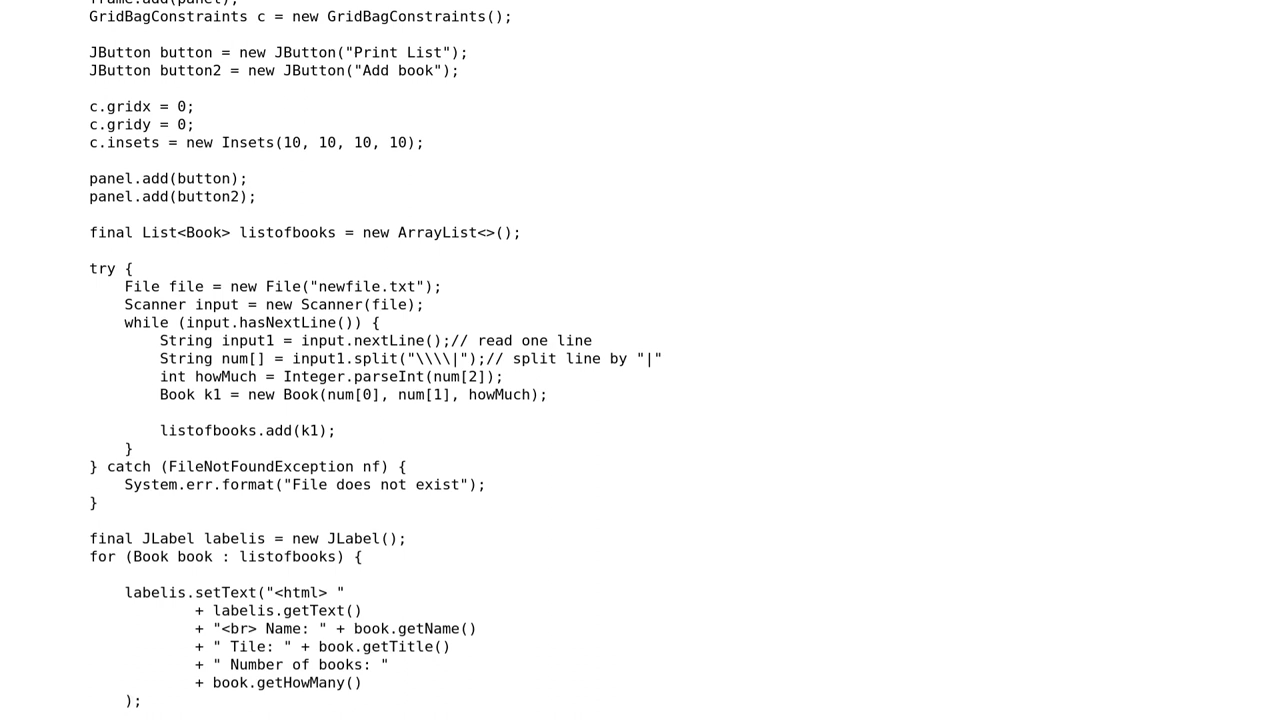 frame.add(panel);
GridBagConstraints c = new GridBagConstraints();
JButton button = new JButton("Print List");
JButton button2 = new JButton("Add book");
c.gridx = 0;
c.gridy = 0;
c.insets = new Insets(10, 10, 10, 10);
panel.add(button);
panel.add(button2);
final List<Book> listofbooks = new ArrayList<>();
try {
File file = new File("newfile.txt");
Scanner input = new Scanner(file);
while (input.hasNextLine()) {
String input1 = input.nextLine();// read one line
String num[] = input1.split("\\\\|");// split line by "|"
int howMuch = Integer.parseInt(num[2]);
Book k1 = new Book(num[0], num[1], howMuch);
listofbooks.add(k1);
}
} catch (FileNotFoundException nf) {
System.err.format("File does not exist");
}
final JLabel labelis = new JLabel();
for (Book book : listofbooks) {
labelis.setText("<html> "
+ labelis.getText()
+ "<br> Name: " + book.getName()
+ " Tile: " + book.getTitle()
+ " Number of books: "
+ book.getHowMany()
);